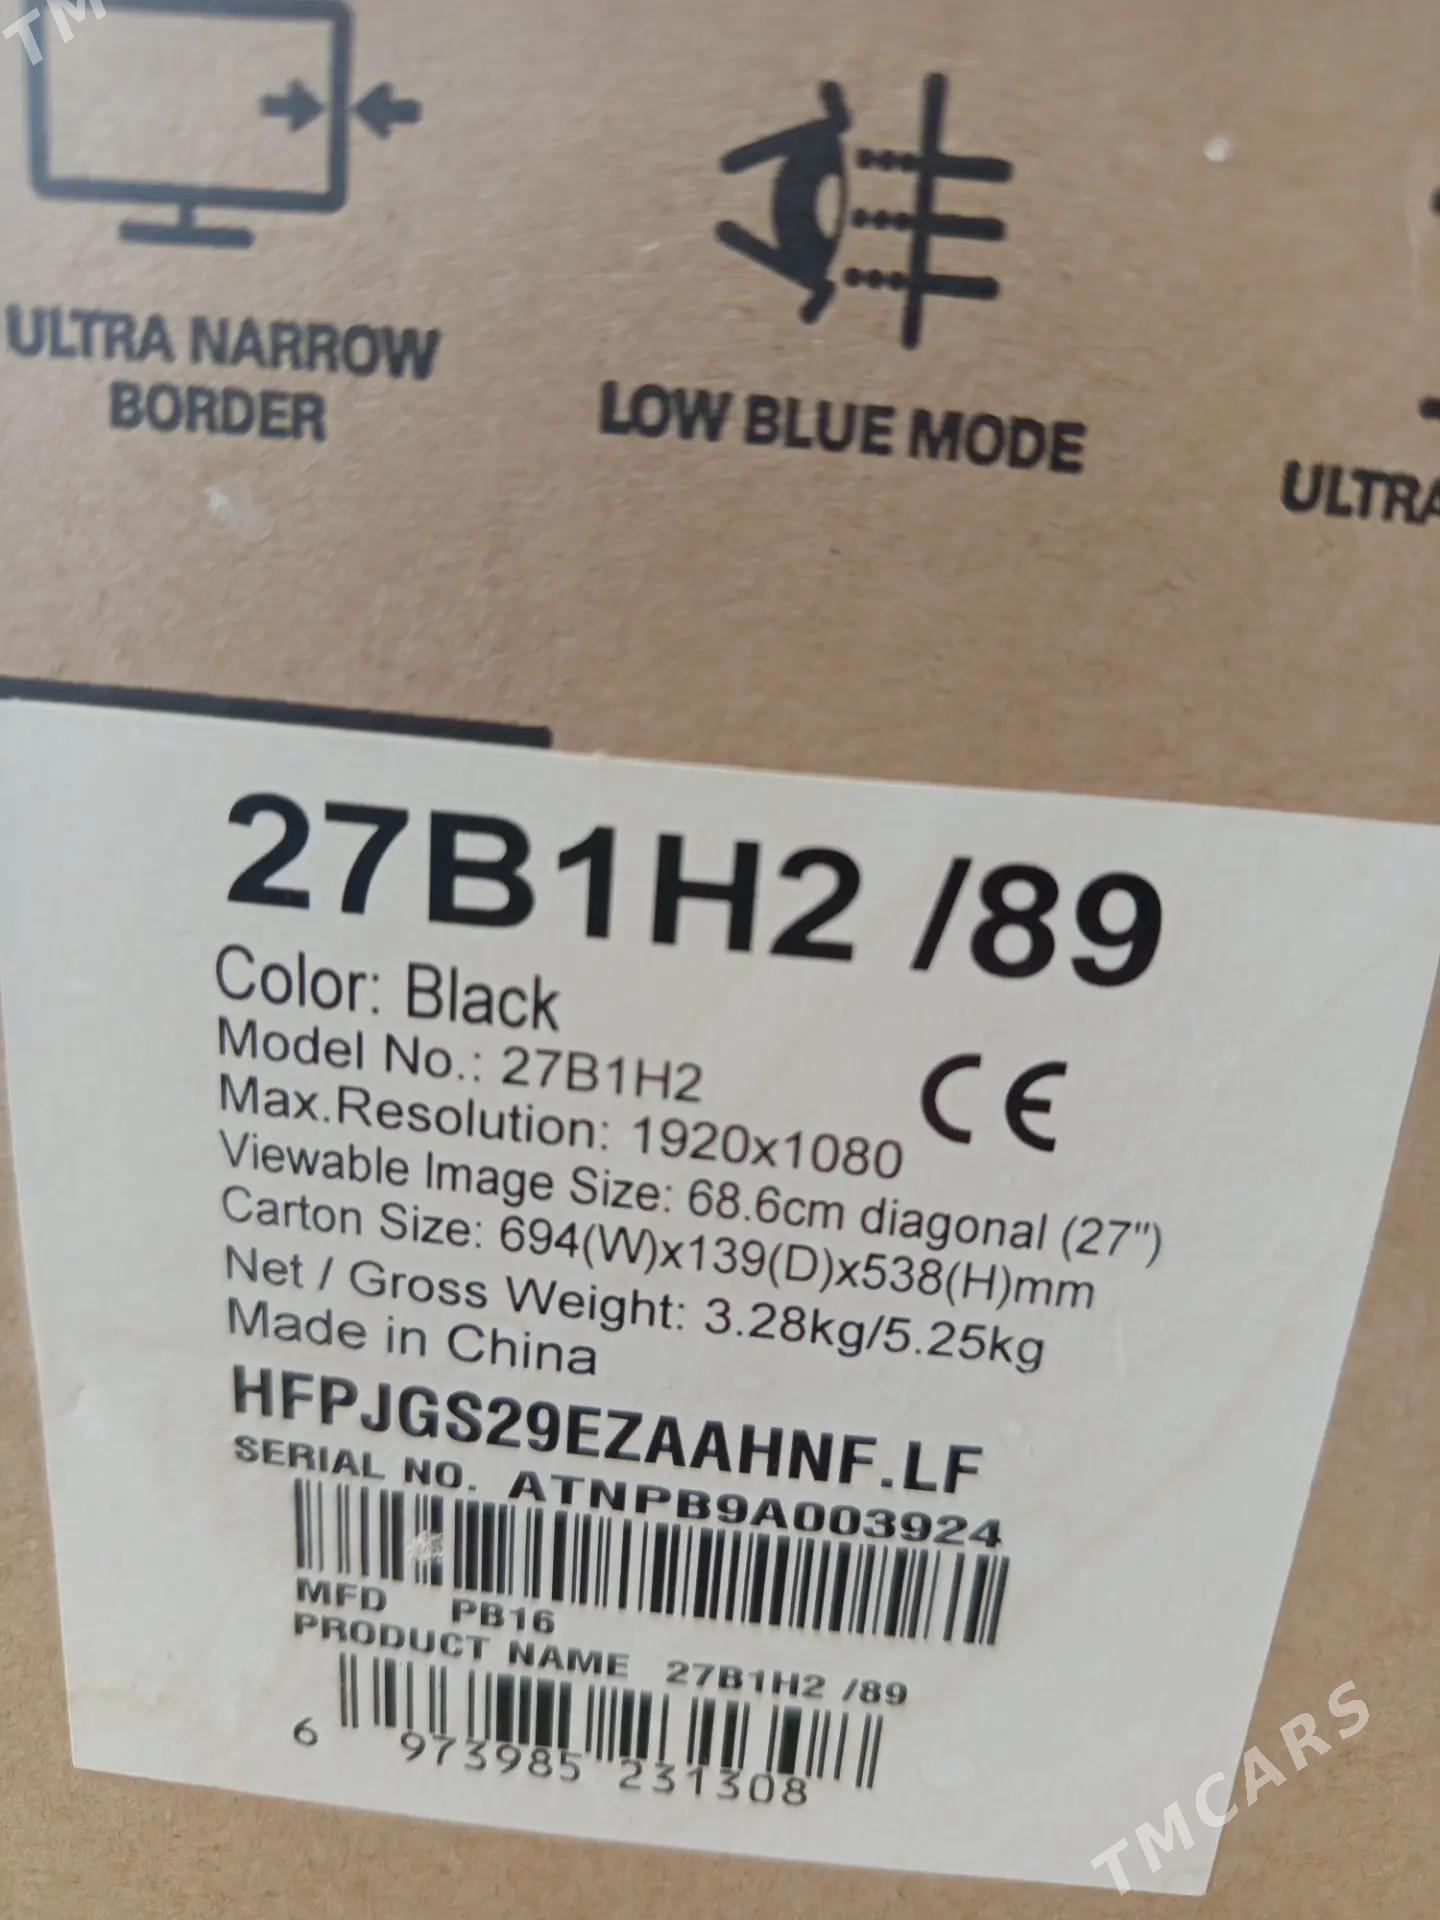 TM
ULTRA NARROW
BORDER
LOW BLUE MODE
ULTRA
27B1H2 /89
Color: Black
Model No.: 27B1H2
CE
Max.Resolution: 1920x1080
Viewable Image Size: 68.6cm diagonal (27")
Carton Size: 694(W)x139(D)x538(H)mm
Net / Gross Weight: 3.28kg/5.25kg
Made in China
HFPJGS29EZAAHNF.LF
SERIAL NO. ATNPB9A003924
MFD PB16
PRODUCT NAME 27B1H2 /89
6 973985 231308
TMCARS